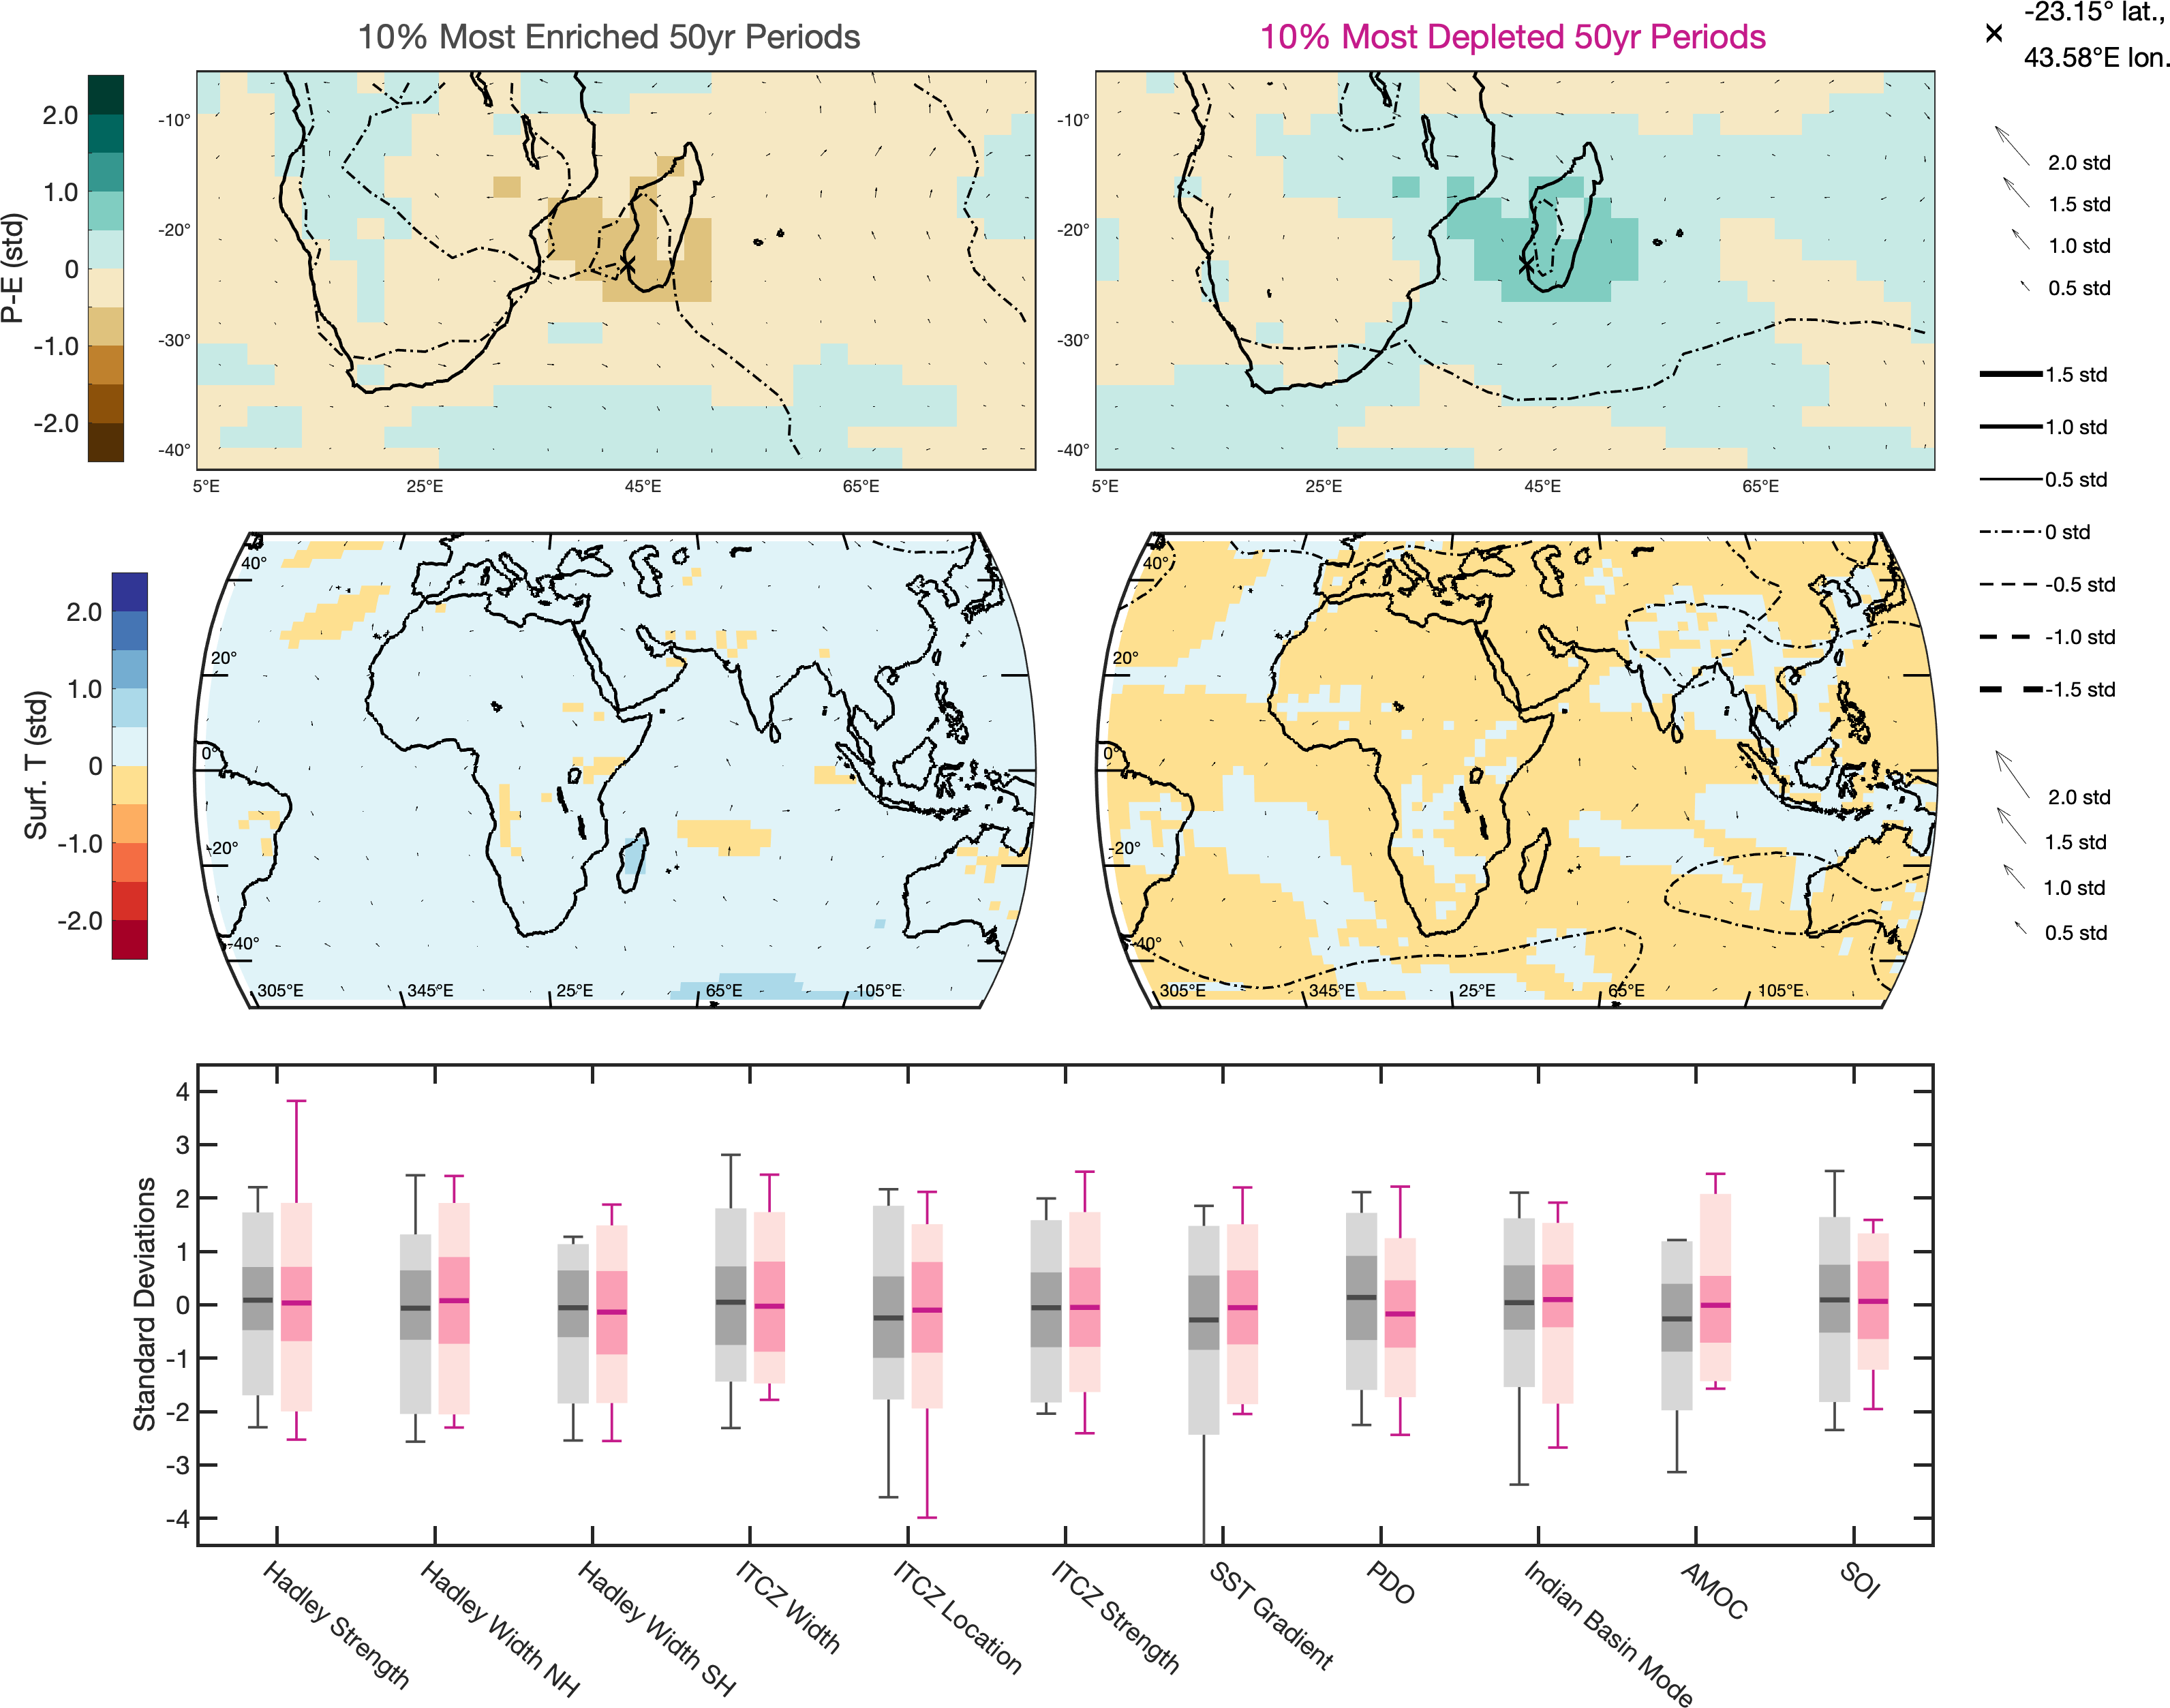 10% Most Enriched 50yr Periods
10% Most Depleted 50yr Periods
-23.15° lat.,
43.58°E lon.
P-E (std)
2.0
1.0
0
-1.0
-2.0
-10°
-20°
-30°
-40°
5°E
25°E
45°E
65°E
-10°
-20°
-30°
-40°
5°E
25°E
45°E
65°E
2.0 std
1.5 std
1.0 std
0.5 std
1.5 std
1.0 std
0.5 std
0 std
-0.5 std
-1.0 std
-1.5 std
Surf. T (std)
2.0
1.0
0
-1.0
-2.0
40°
20°
0°
-20°
-40°
305°E
345°E
25°E
65°E
105°E
40°
20°
0°
-20°
-40°
305°E
345°E
25°E
65°E
105°E
2.0 std
1.5 std
1.0 std
0.5 std
Standard Deviations
4
3
2
1
0
-1
-2
-3
-4
Hadley Strength
Hadley Width NH
Hadley Width SH
ITCZ Width
ITCZ Location
ITCZ Strength
SST Gradient
PDO
Indian Basin Mode
AMOC
SOI